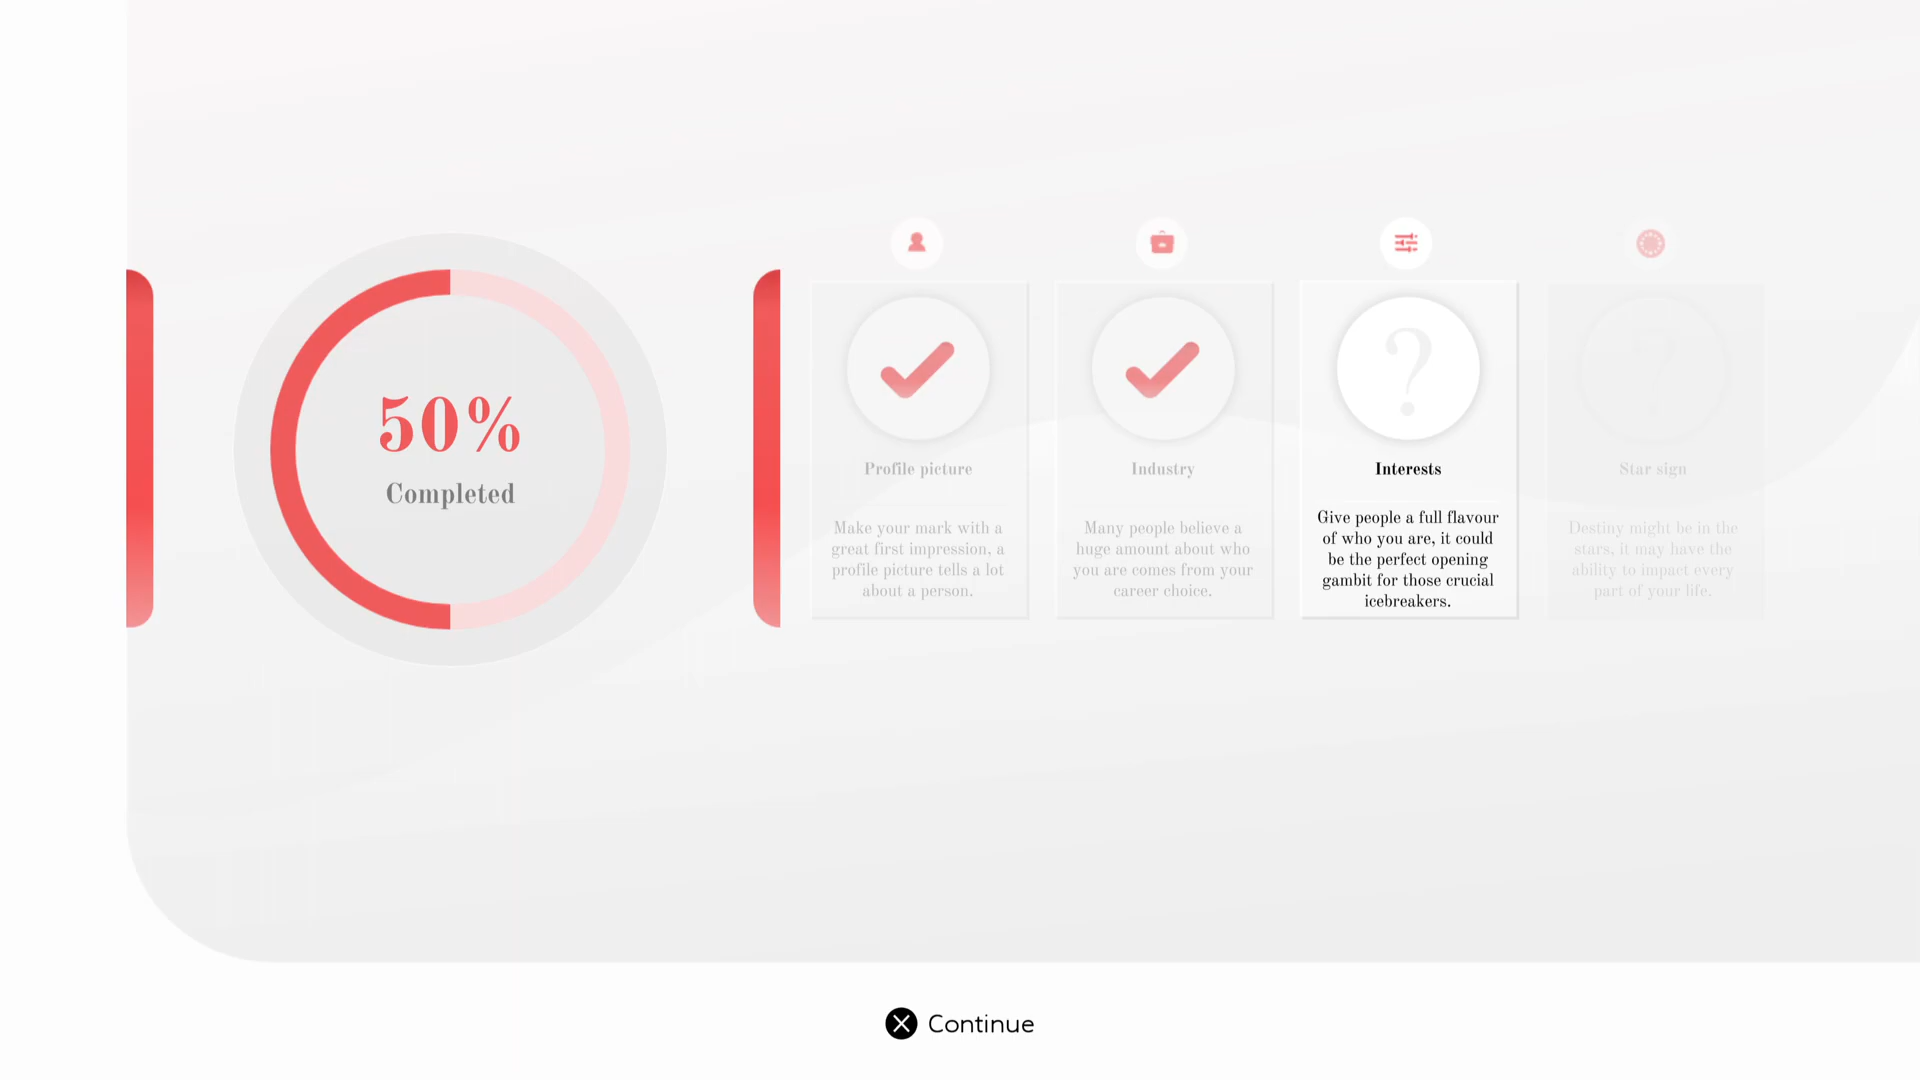 50%
Completed
Profile picture
Make your mark with a
great first impression, a
profile picture tells a lot
about a person.
Industry
Many people believe a
huge amount about who
you are comes from your
career choice.
?
Interests
Give people a full flavour
of who you are, it could
be the perfect opening
gambit for those crucial
icebreakers.
?
Star sign
Destiny might be in the
stars, it may have the
ability to impact every
part of your life.
Continue